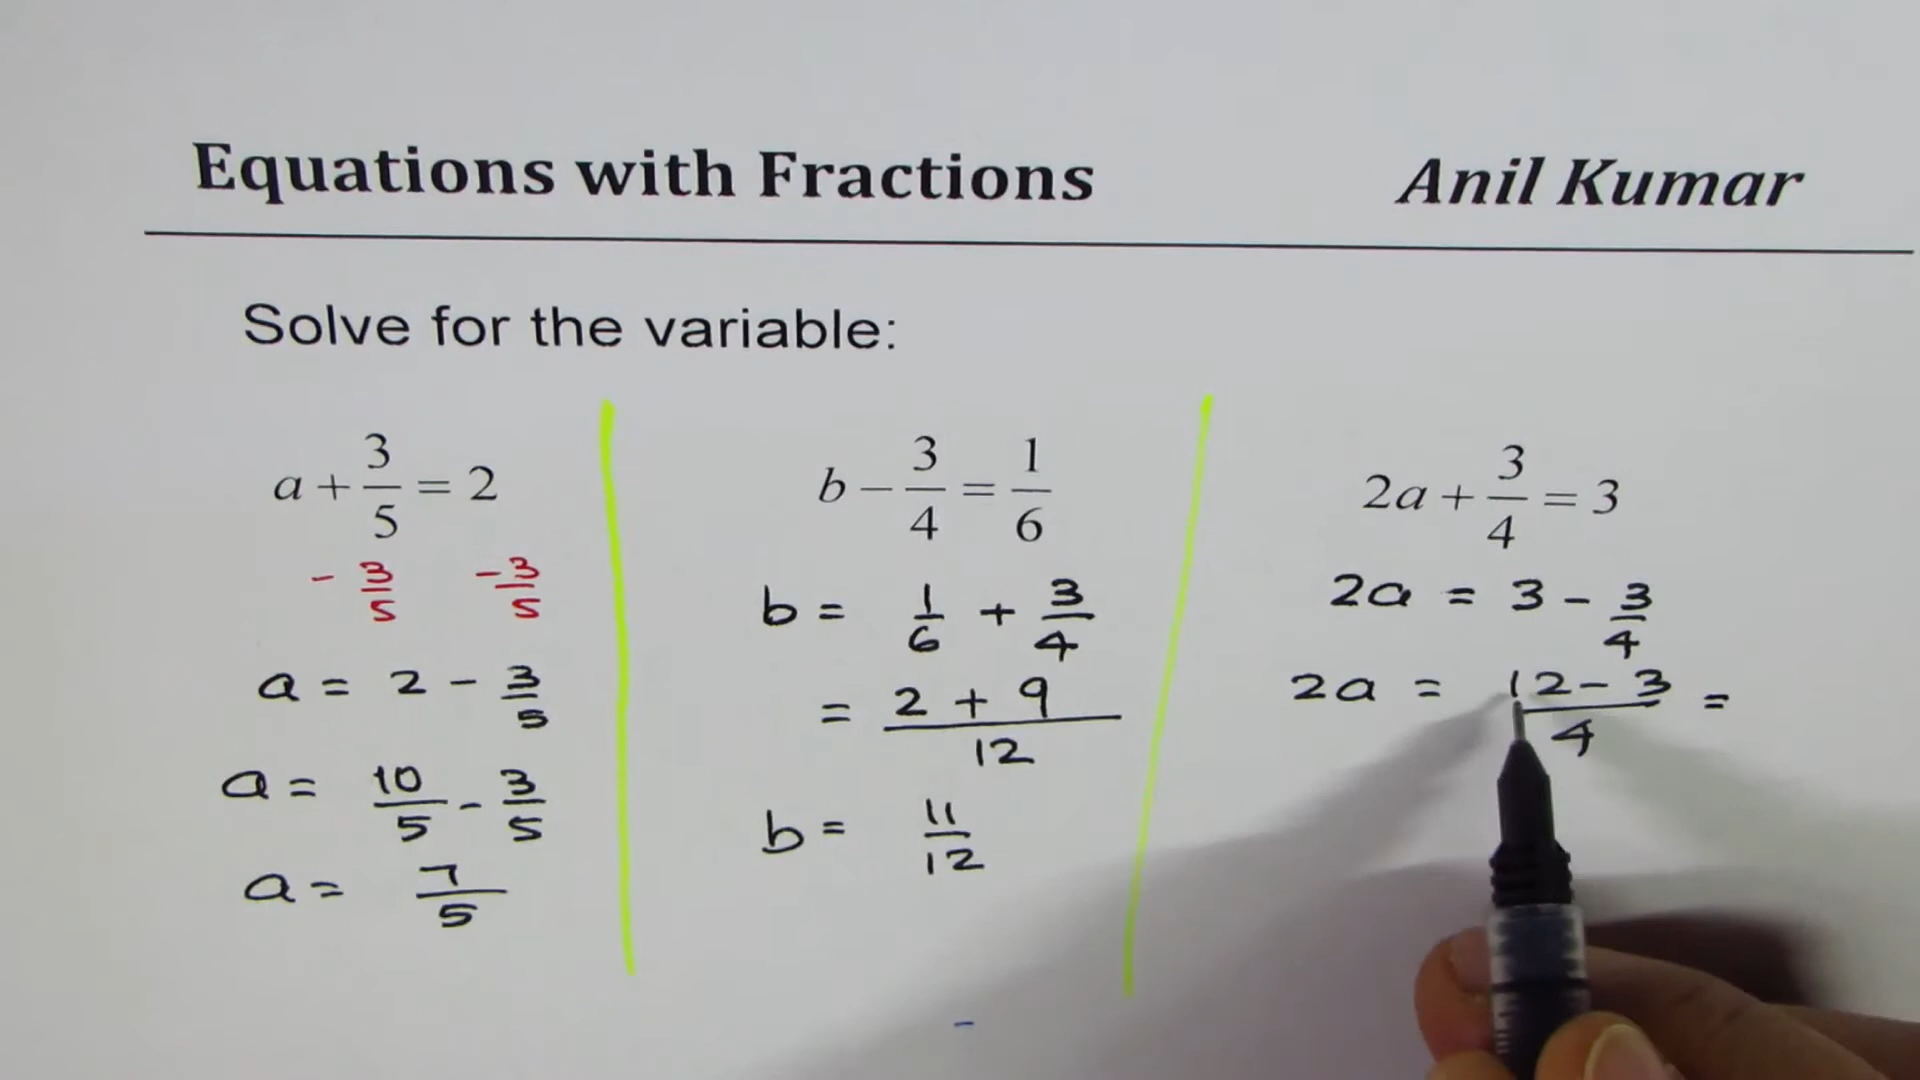 Equations with Fractions Anil Kumar
Solve for the variable:
a + 3/5 = 2
- 3/5 - 3/5
a = 2 - 3/5
a = 10/5 - 3/5
a = 7/5
b - 3/4 = 1/6
b = 1/6 + 3/4
= 2 + 9/12
b = 11/12
2a + 3/4 = 3
2a = 3 - 3/4
2a = 12 - 3/4 =